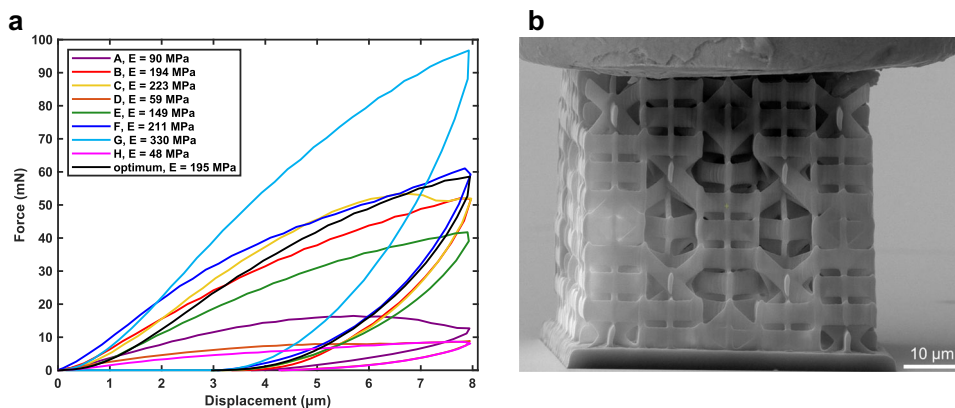 a
100
90
80
70
60
50
40
30
20
10
0
Force (mN)
A, E = 90 MPa
B, E = 194 MPa
C, E = 223 MPa
D, E = 59 MPa
E, E = 149 MPa
F, E = 211 MPa
G, E = 330 MPa
H, E = 48 MPa
optimum, E = 195 MPa
0 1 2 3 4 5 6 7 8
Displacement (μm)
b
10 μm